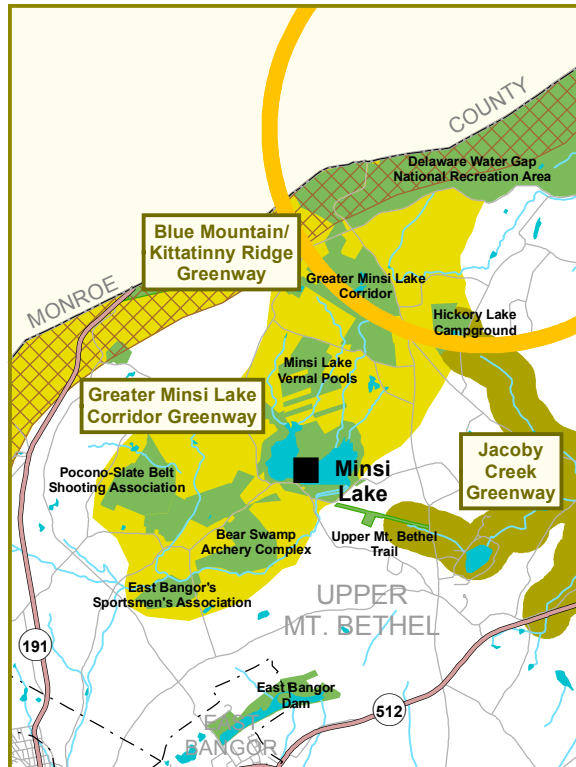 COUNTY
Delaware Water Gap
National Recreation Area
Blue Mountain/
Kittatinny Ridge
Greenway
MONROE
Greater Minsi Lake
Corridor
Hickory Lake
Campground
Minsi Lake
Vernal Pools
Greater Minsi Lake
Corridor Greenway
Jacoby
Creek
Greenway
Pocono-Slate Belt
Shooting Association
Minsi
Lake
Bear Swamp
Archery Complex
Upper Mt. Bethel
Trail
East Bangor's
Sportsmen's Association
UPPER
MT. BETHEL
191
East Bangor
Dam
512
EAST
BANGOR